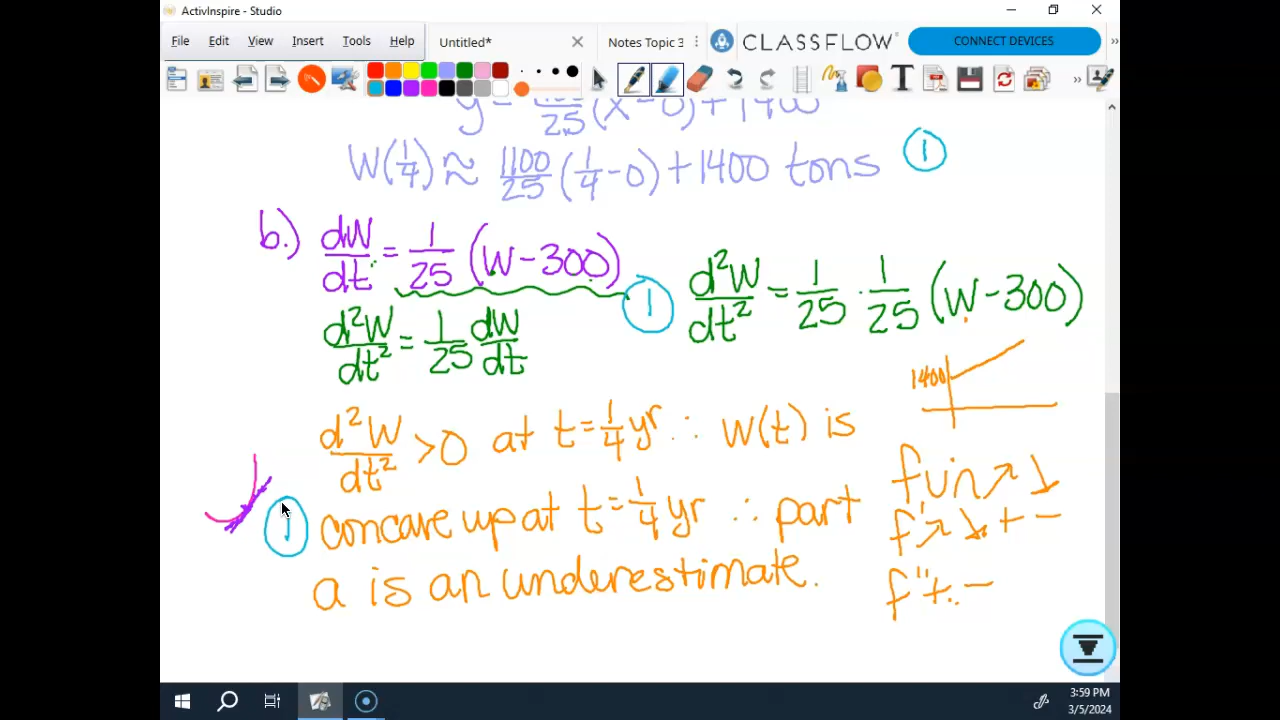 ActivInspire - Studio
File Edit View Insert Tools Help Untitled* Notes Topic 3 CLASSFLOW CONNECT DEVICES
y = (x-0)+1400
W(1/4) ≈ 1100/25 (1/4-0)+1400 tons 1
b.) dW/dt = 1/25 (W-300)
1 d²W/dt² = 1/25 · 1/25 (W-300)
d²W/dt² = 1/25 dW/dt
1400
d²W/dt² >0 at t=1/4 yr ∴ W(t) is
1 concave up at t=1/4 yr ∴ part
a is an underestimate.
f u n ↗
f' ↗ + -
f" + -
3:59 PM
3/5/2024